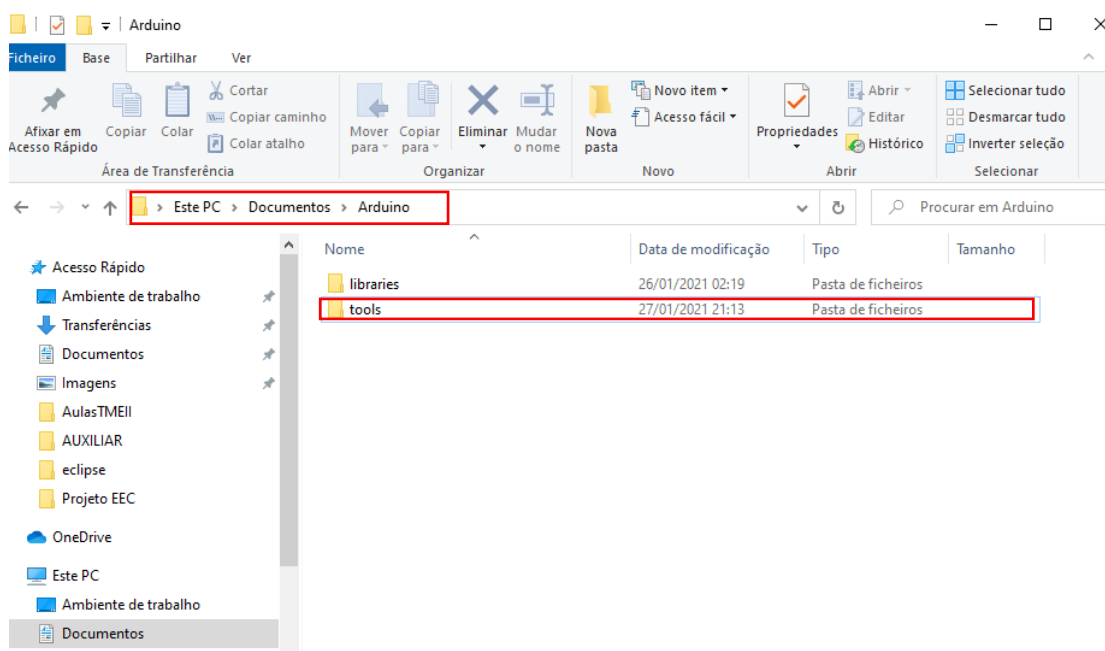 Arduino
Ficheiro Base Partilhar Ver
Afixar em Acesso Rápido
Copiar
Colar
Cortar
Copiar caminho
Colar atalho
Área de Transferência
Mover para
Copiar para
Eliminar
Mudar o nome
Organizar
Nova pasta
Novo item
Acesso fácil
Novo
Propriedades
Abrir
Editar
Histórico
Abrir
Selecionar tudo
Desmarcar tudo
Inverter seleção
Selecionar
Este PC > Documentos > Arduino
Procurar em Arduino
Nome Data de modificação Tipo Tamanho
libraries 26/01/2021 02:19 Pasta de ficheiros
tools 27/01/2021 21:13 Pasta de ficheiros
Acesso Rápido
Ambiente de trabalho
Transferências
Documentos
Imagens
AulasTMEII
AUXILIAR
eclipse
Projeto EEC
OneDrive
Este PC
Ambiente de trabalho
Documentos